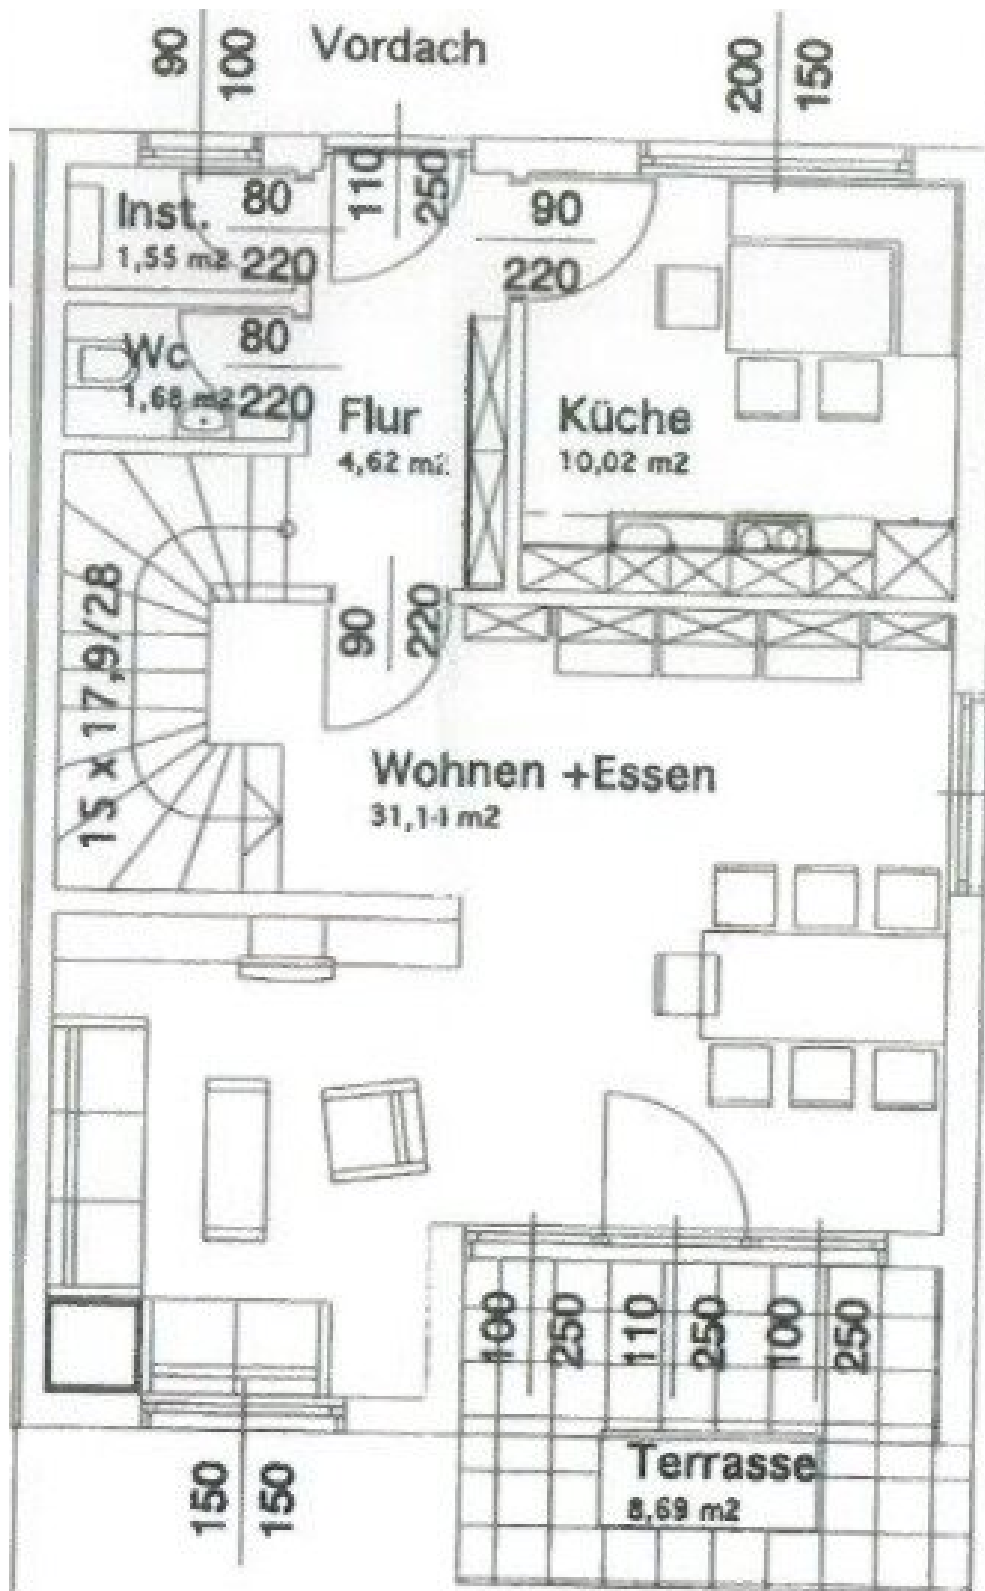 Vordach
90
100
200
150
Inst.
1,55 m2
80
220
110
250
90
220
Wc
1,68 m2
80
220
Flur
4,62 m2
Küche
10,02 m2
15 x 17,9/28
90
220
Wohnen +Essen
31,14 m2
100
250
110
250
100
250
150
150
Terrasse
8,69 m2